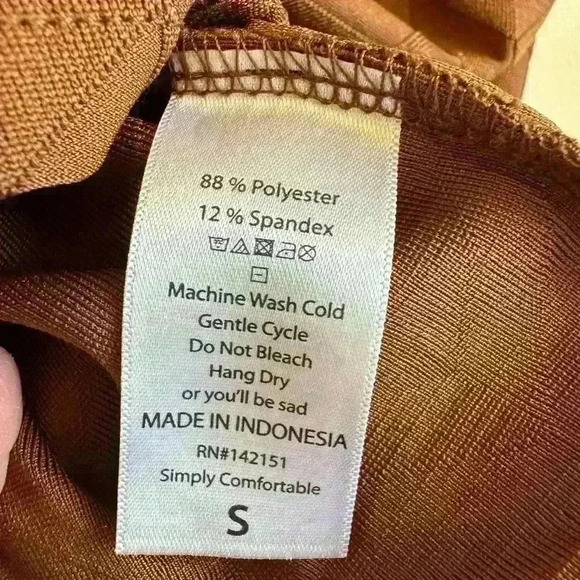 88 % Polyester
12 % Spandex
Machine Wash Cold
Gentle Cycle
Do Not Bleach
Hang Dry
or you'll be sad
MADE IN INDONESIA
RN#142151
Simply Comfortable
S